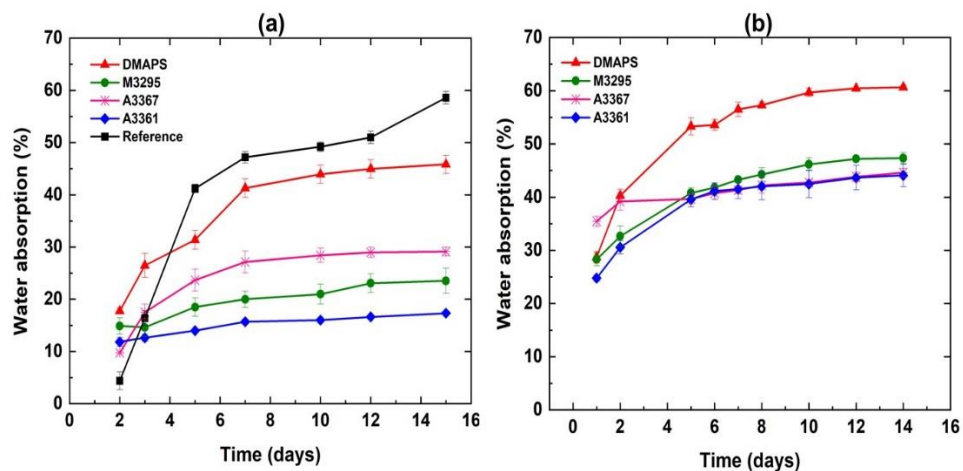 (a)
70
60
50
40
30
20
10
0
Water absorption (%)
DMAPS
M3295
A3367
A3361
Reference
0 2 4 6 8 10 12 14 16
Time (days)
(b)
70
60
50
40
30
20
10
0
Water absorption (%)
DMAPS
M3295
A3367
A3361
0 2 4 6 8 10 12 14 16
Time (days)